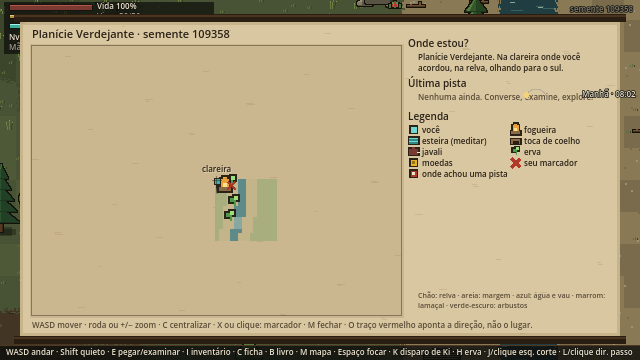 Vida 100%
semente 109358
Planície Verdejante · semente 109358
Onde estou?
Planície Verdejante. Na clareira onde você
acordou, na relva, olhando para o sul.
Última pista
Nenhuma ainda. Converse, examine, explore.
Manhã · 08:02
Legenda
você
fogueira
esteira (meditar)
toca de coelho
javali
erva
moedas
seu marcador
onde achou uma pista
clareira
Chão: relva · areia: margem · azul: água e vau · marrom:
lamaçal · verde-escuro: arbustos
WASD mover · roda ou +/– zoom · C centralizar · X ou clique: marcador · M fechar · O traço vermelho aponta a direção, não o lugar.
WASD andar · Shift quieto · E pegar/examinar · I inventário · C ficha · B livro · M mapa · Espaço focar · K disparo de Ki · H erva · J/clique esq. corte · L/clique dir. passo